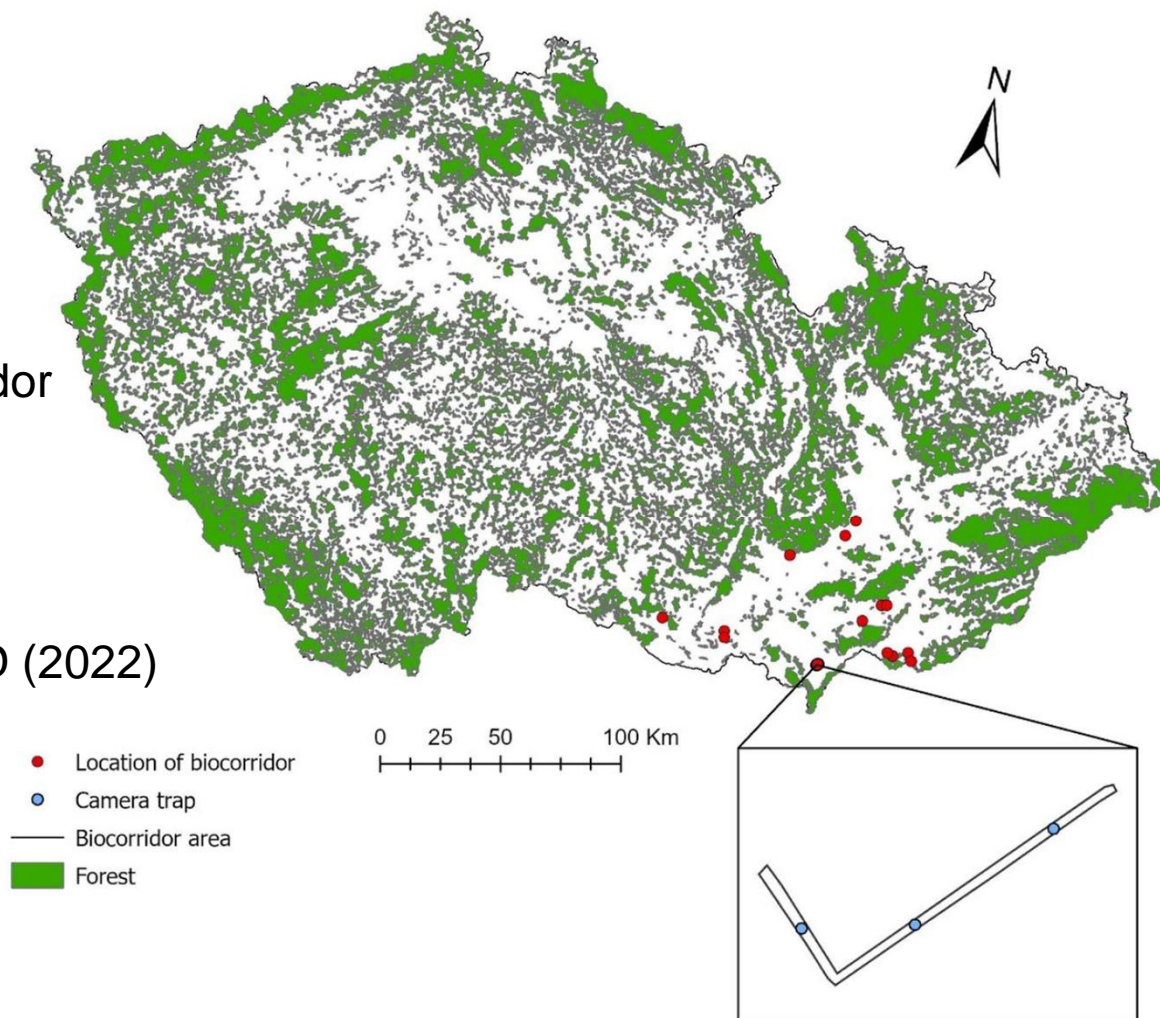 N
dor
(2022)
0 25 50 100 Km
Location of biocorridor
Camera trap
Biocorridor area
Forest